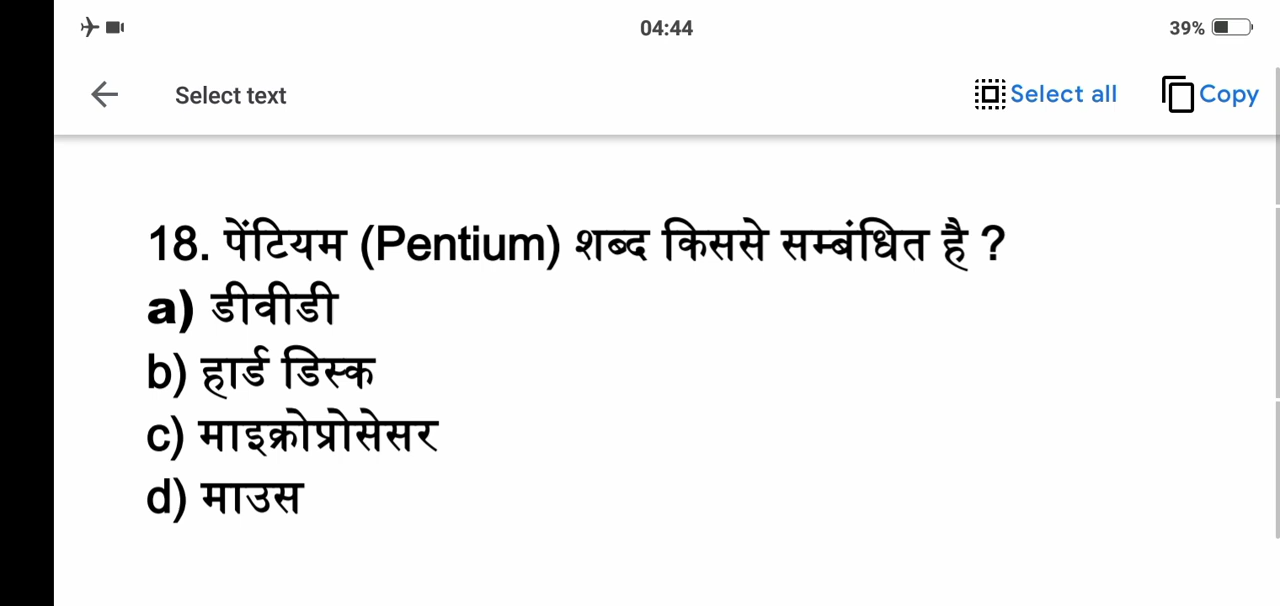 04:44
39%
Select text
Select all
Copy
18. पेंटियम (Pentium) शब्द किससे सम्बंधित है ?
a) डीवीडी
b) हार्ड डिस्क
c) माइक्रोप्रोसेसर
d) माउस